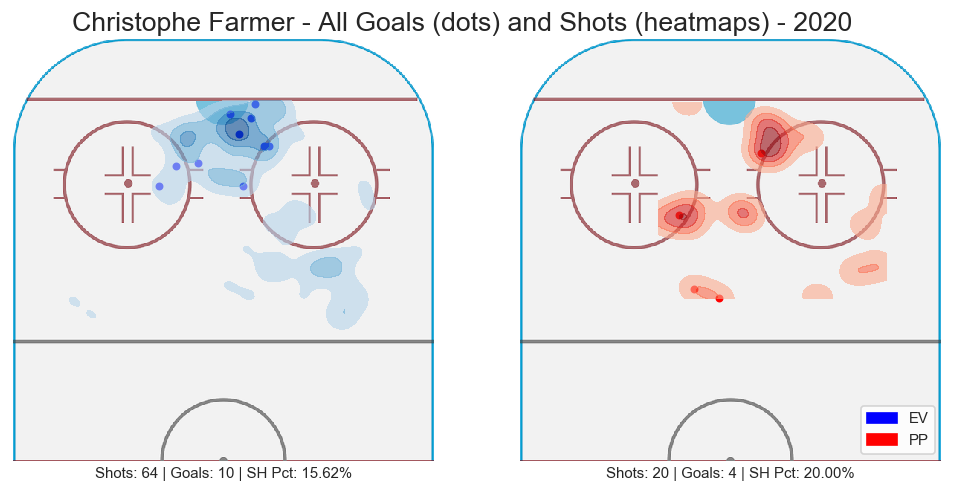 Christophe Farmer - All Goals (dots) and Shots (heatmaps) - 2020
EV
PP
Shots: 64 | Goals: 10 | SH Pct: 15.62%
Shots: 20 | Goals: 4 | SH Pct: 20.00%